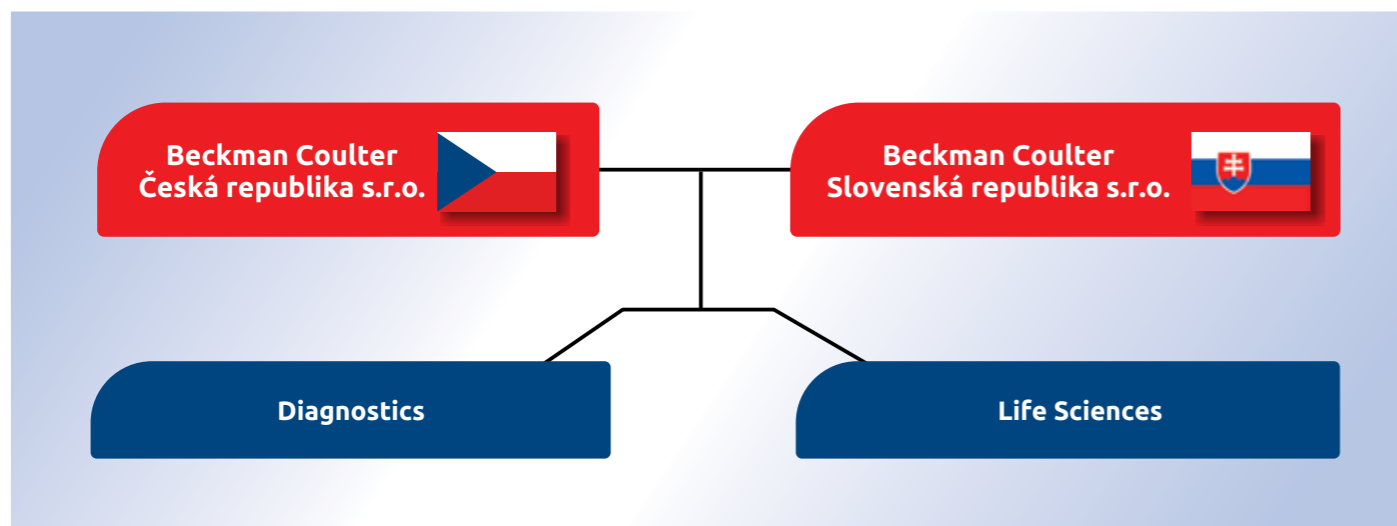 Beckman Coulter
Česká republika s.r.o.
Beckman Coulter
Slovenská republika s.r.o.
Diagnostics
Life Sciences